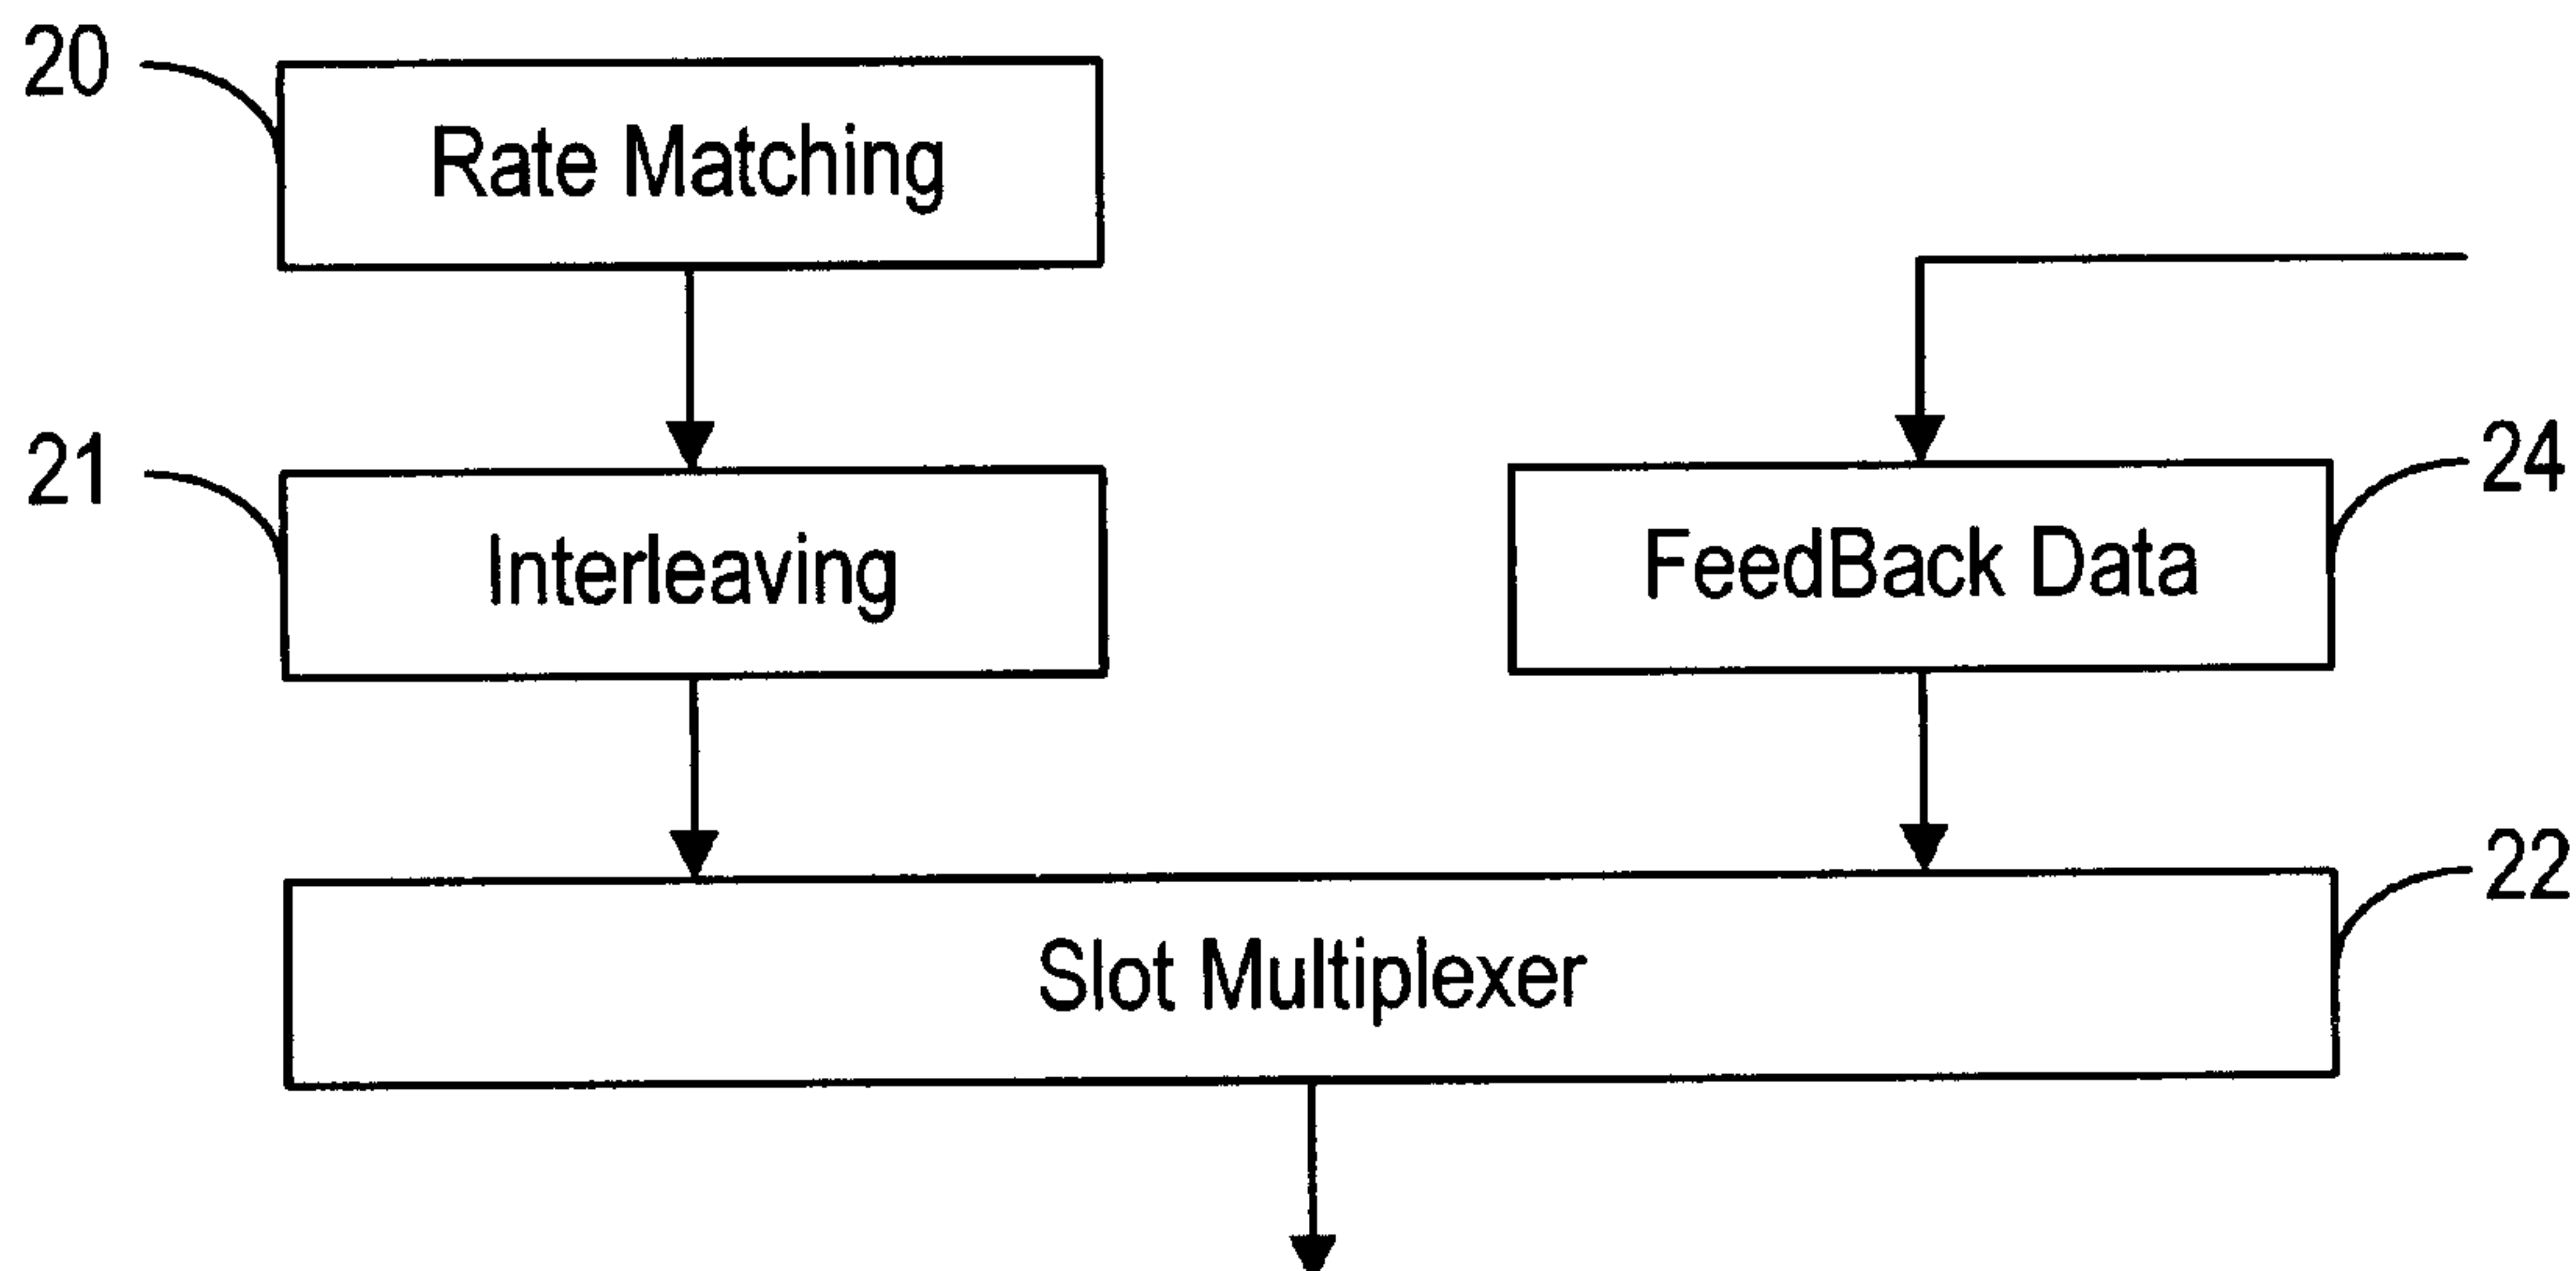 20
Rate Matching
21
Interleaving
FeedBack Data
24
Slot Multiplexer
22